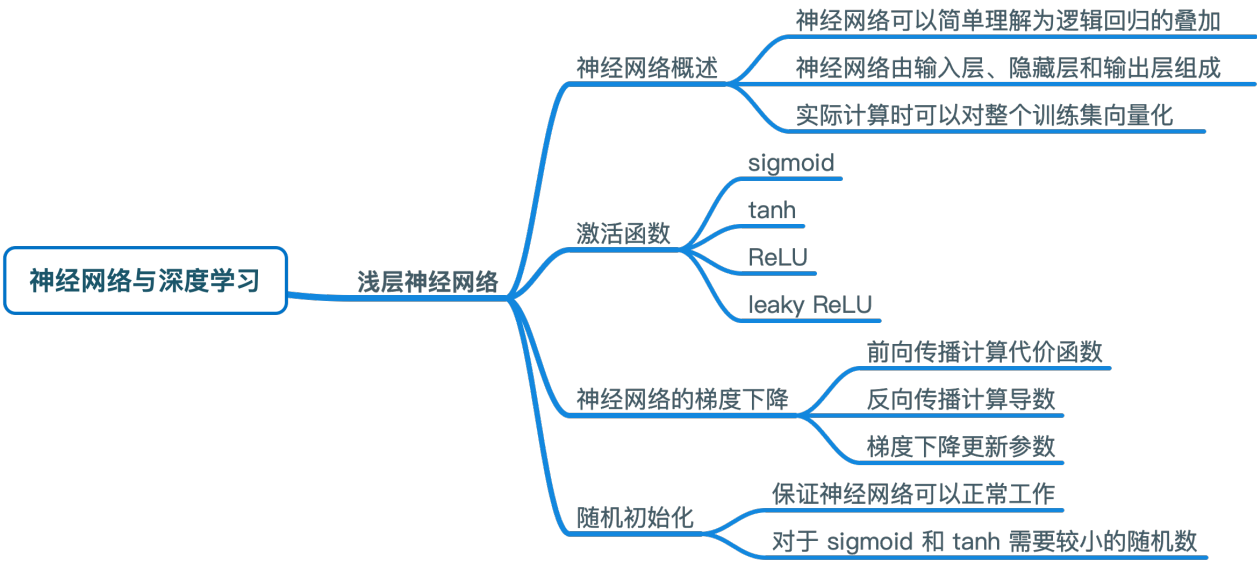 神经网络与深度学习
浅层神经网络
神经网络概述
神经网络可以简单理解为逻辑回归的叠加
神经网络由输入层、隐藏层和输出层组成
实际计算时可以对整个训练集向量化
激活函数
sigmoid
tanh
ReLU
leaky ReLU
神经网络的梯度下降
前向传播计算代价函数
反向传播计算导数
梯度下降更新参数
随机初始化
保证神经网络可以正常工作
对于 sigmoid 和 tanh 需要较小的随机数